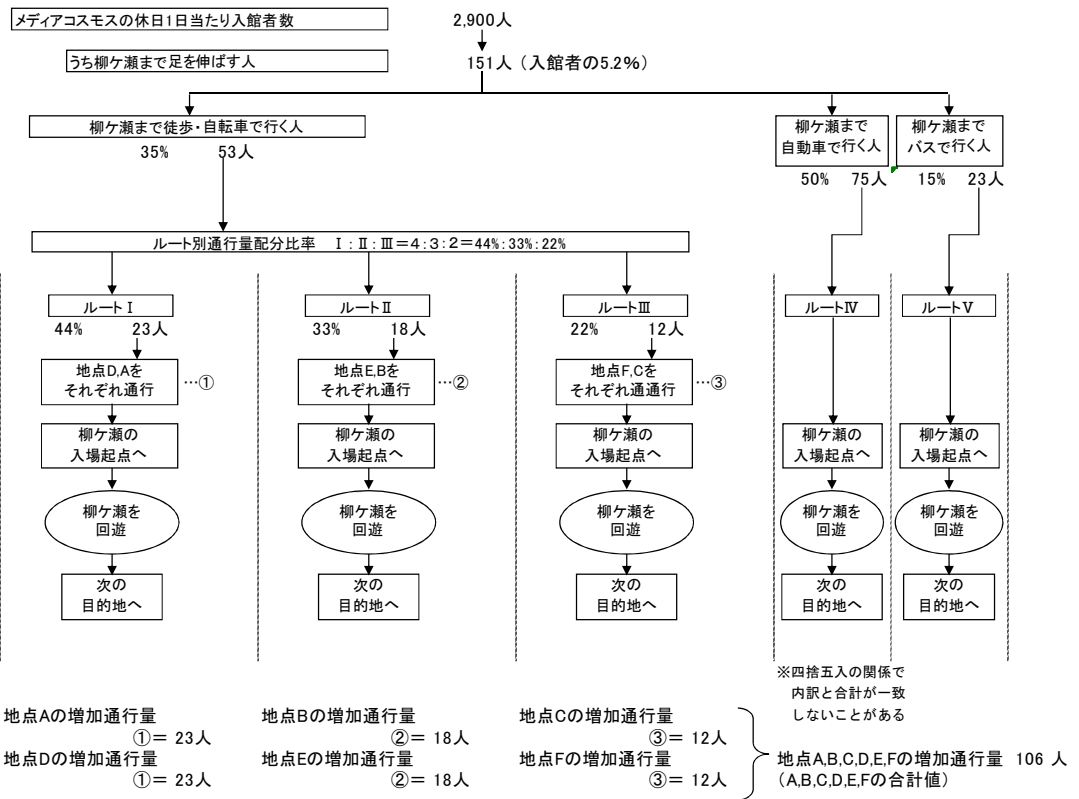 メディアコスモスの休日1日当たり入館者数
2,900人
うち柳ケ瀬まで足を伸ばす人
151人（入館者の5.2%）
柳ケ瀬まで徒歩・自転車で行く人
35% 53人
柳ケ瀬まで
自動車で行く人
50% 75人
柳ケ瀬まで
バスで行く人
15% 23人
ルート別通行量配分比率 Ⅰ：Ⅱ：Ⅲ＝4：3：2＝44%：33%：22%
ルートⅠ
44% 23人
地点D,Aを
それぞれ通行
…①
柳ケ瀬の
入場起点へ
柳ケ瀬を
回遊
次の
目的地へ
ルートⅡ
33% 18人
地点E,Bを
それぞれ通行
…②
柳ケ瀬の
入場起点へ
柳ケ瀬を
回遊
次の
目的地へ
ルートⅢ
22% 12人
地点F,Cを
それぞれ通通行
…③
柳ケ瀬の
入場起点へ
柳ケ瀬を
回遊
次の
目的地へ
ルートⅣ
柳ケ瀬の
入場起点へ
柳ケ瀬を
回遊
次の
目的地へ
ルートⅤ
柳ケ瀬の
入場起点へ
柳ケ瀬を
回遊
次の
目的地へ
※四捨五入の関係で
内訳と合計が一致
しないことがある
地点Aの増加通行量
①＝ 23人
地点Dの増加通行量
①＝ 23人
地点Bの増加通行量
②＝ 18人
地点Eの増加通行量
②＝ 18人
地点Cの増加通行量
③＝ 12人
地点Fの増加通行量
③＝ 12人
地点A,B,C,D,E,Fの増加通行量 106 人
（A,B,C,D,E,Fの合計値）